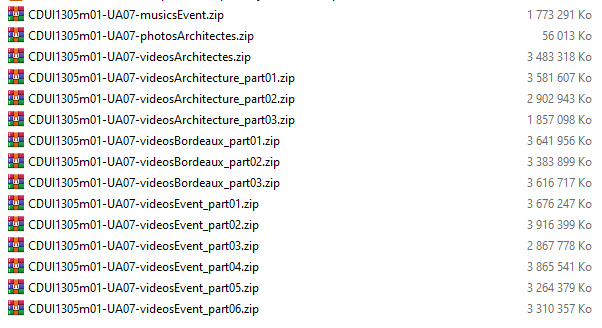 CDUI1305m01-UA07-musicsEvent.zip 1 773 291 Ko
CDUI1305m01-UA07-photosArchitectes.zip 56 013 Ko
CDUI1305m01-UA07-videosArchitectes.zip 3 483 318 Ko
CDUI1305m01-UA07-videosArchitecture_part01.zip 3 581 607 Ko
CDUI1305m01-UA07-videosArchitecture_part02.zip 2 902 943 Ko
CDUI1305m01-UA07-videosArchitecture_part03.zip 1 857 098 Ko
CDUI1305m01-UA07-videosBordeaux_part01.zip 3 641 956 Ko
CDUI1305m01-UA07-videosBordeaux_part02.zip 3 383 899 Ko
CDUI1305m01-UA07-videosBordeaux_part03.zip 3 616 717 Ko
CDUI1305m01-UA07-videosEvent_part01.zip 3 676 247 Ko
CDUI1305m01-UA07-videosEvent_part02.zip 3 916 399 Ko
CDUI1305m01-UA07-videosEvent_part03.zip 2 867 778 Ko
CDUI1305m01-UA07-videosEvent_part04.zip 3 865 541 Ko
CDUI1305m01-UA07-videosEvent_part05.zip 3 264 379 Ko
CDUI1305m01-UA07-videosEvent_part06.zip 3 310 357 Ko